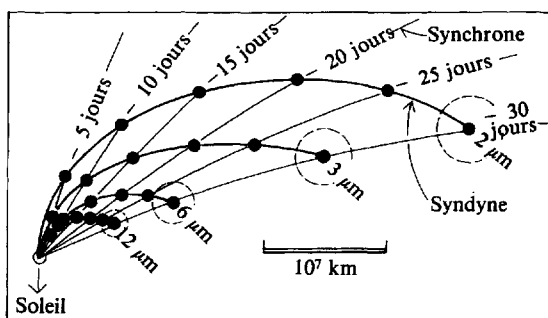 – 5 jours
– 10 jours
– 15 jours
– 20 jours
Synchrone
– 25 jours
– 30
jours
2 μm
3 μm
6 μm
12 μm
Syndyne
10⁷ km
Soleil